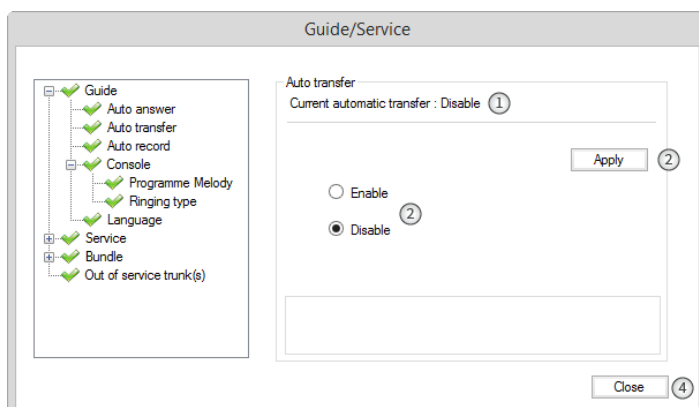 Guide/Service
Guide
Auto answer
Auto transfer
Auto record
Console
Programme Melody
Ringing type
Language
Service
Bundle
Out of service trunk(s)
Auto transfer
Current automatic transfer : Disable 1
Apply 2
Enable
2
Disable
Close 4